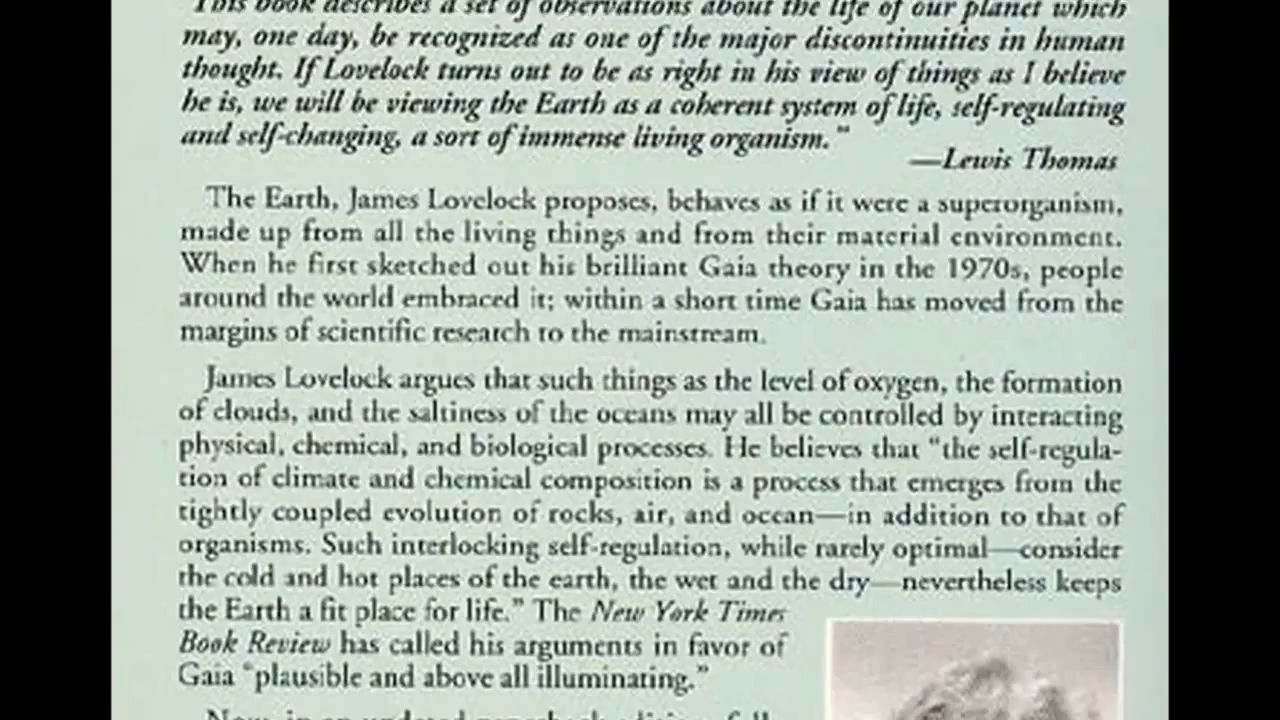 "This book describes a set of observations about the life of our planet which
may, one day, be recognized as one of the major discontinuities in human
thought. If Lovelock turns out to be as right in his view of things as I believe
he is, we will be viewing the Earth as a coherent system of life, self-regulating
and self-changing, a sort of immense living organism."
—Lewis Thomas
The Earth, James Lovelock proposes, behaves as if it were a superorganism,
made up from all the living things and from their material environment.
When he first sketched out his brilliant Gaia theory in the 1970s, people
around the world embraced it; within a short time Gaia has moved from the
margins of scientific research to the mainstream.
James Lovelock argues that such things as the level of oxygen, the formation
of clouds, and the saltiness of the oceans may all be controlled by interacting
physical, chemical, and biological processes. He believes that "the self-regula-
tion of climate and chemical composition is a process that emerges from the
tightly coupled evolution of rocks, air, and ocean—in addition to that of
organisms. Such interlocking self-regulation, while rarely optimal—consider
the cold and hot places of the earth, the wet and the dry—nevertheless keeps
the Earth a fit place for life." The New York Times
Book Review has called his arguments in favor of
Gaia "plausible and above all illuminating."
Now, in an updated paperback edition